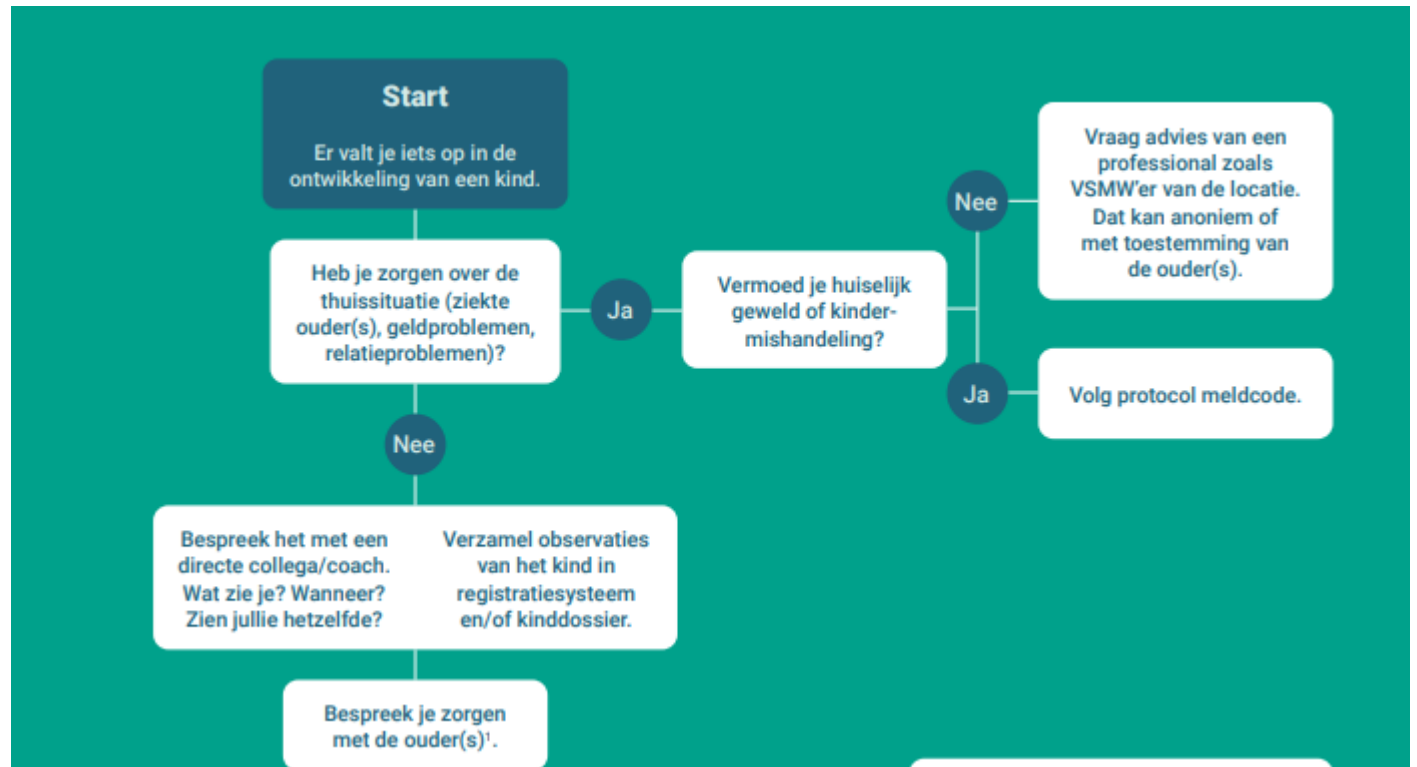 Start
Er valt je iets op in de
ontwikkeling van een kind.
Heb je zorgen over de
thuissituatie (ziekte
ouder(s), geldproblemen,
relatieproblemen)?
Ja
Vermoed je huiselijk
geweld of kinder-
mishandeling?
Nee
Vraag advies van een
professional zoals
VSMW'er van de locatie.
Dat kan anoniem of
met toestemming van
de ouder(s).
Ja
Volg protocol meldcode.
Nee
Bespreek het met een
directe collega/coach.
Wat zie je? Wanneer?
Zien jullie hetzelfde?
Verzamel observaties
van het kind in
registratiesysteem
en/of kinddossier.
Bespreek je zorgen
met de ouder(s)¹.